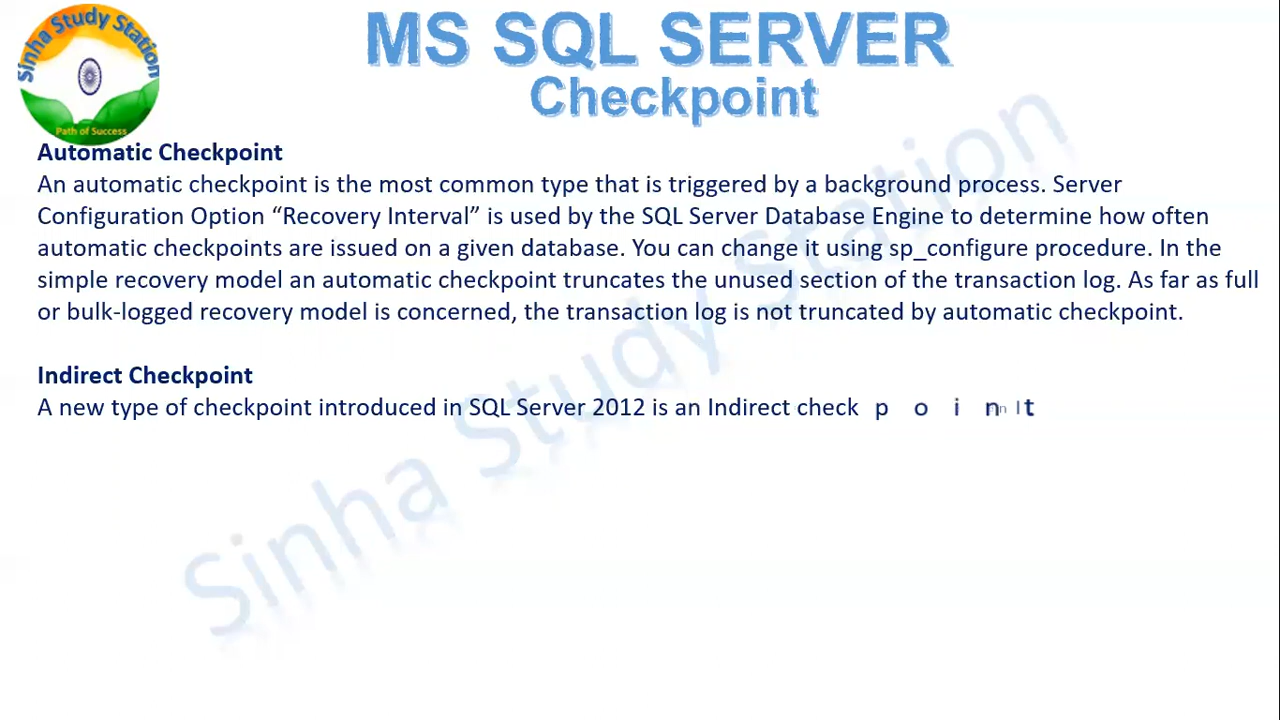 Sinha Study Station
Path of Success
MS SQL SERVER
Checkpoint
Automatic Checkpoint
An automatic checkpoint is the most common type that is triggered by a background process. Server
Configuration Option “Recovery Interval” is used by the SQL Server Database Engine to determine how often
automatic checkpoints are issued on a given database. You can change it using sp_configure procedure. In the
simple recovery model an automatic checkpoint truncates the unused section of the transaction log. As far as full
or bulk-logged recovery model is concerned, the transaction log is not truncated by automatic checkpoint.
Indirect Checkpoint
A new type of checkpoint introduced in SQL Server 2012 is an Indirect check p o i n t
Sinha Study Station